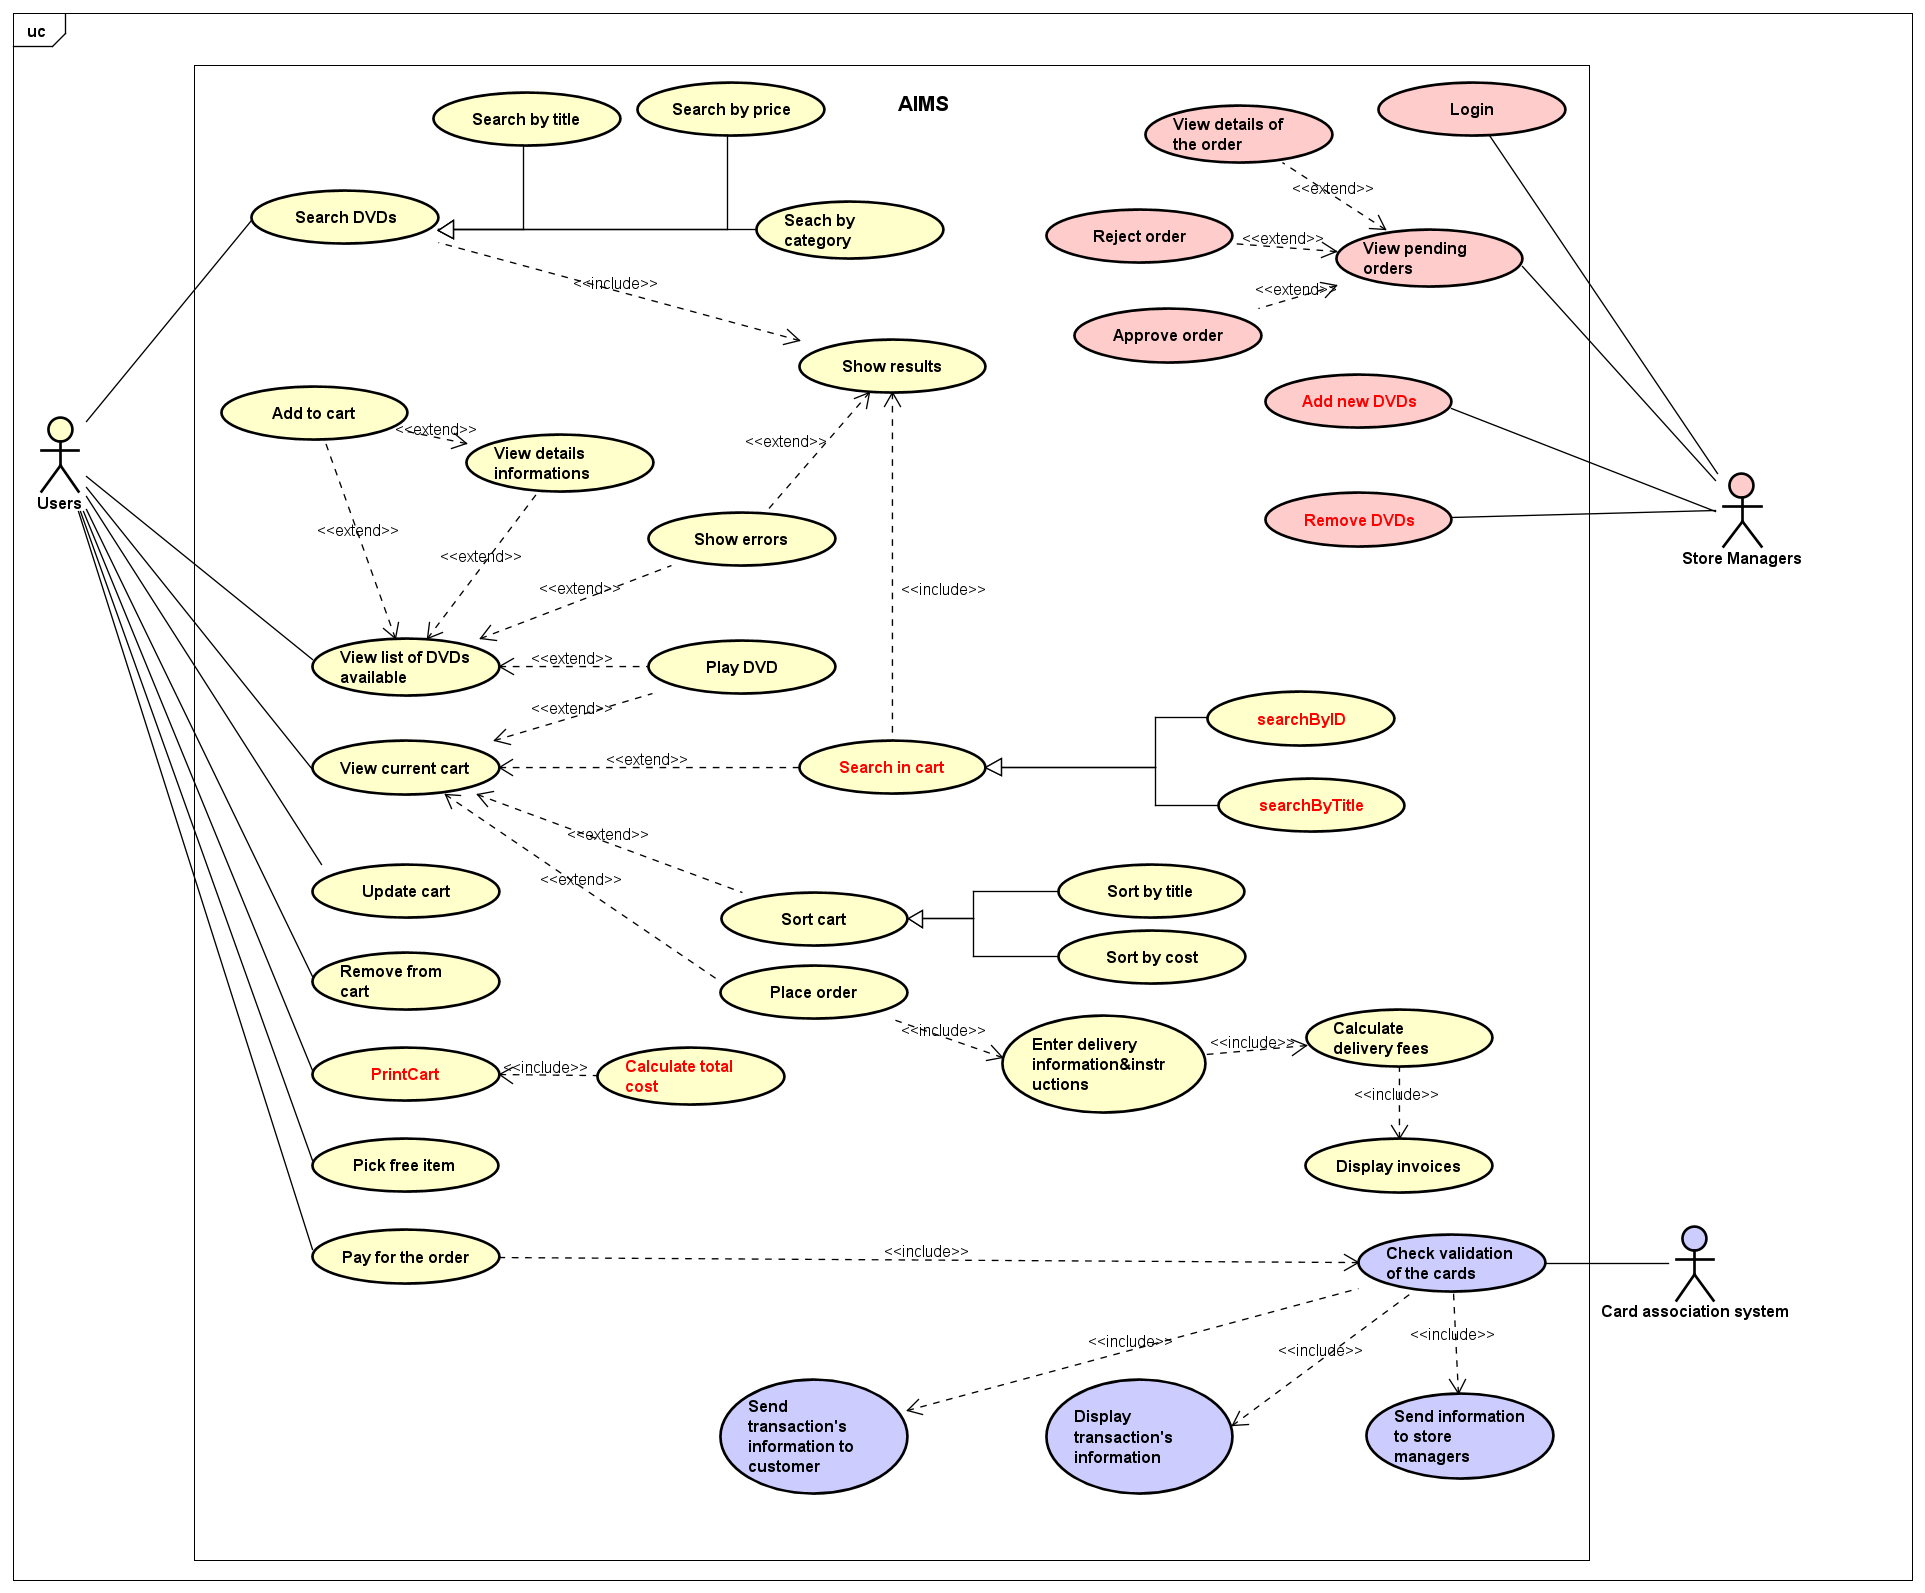 uc
AIMS
Search by title
Search by price
Login
View details of
the order
Search DVDs
Seach by
category
<<extend>>
Reject order
<<extend>>
View pending
orders
<<include>>
<<extend>>
Approve order
Show results
Add to cart
<<extend>>
View details
informations
<<extend>>
Add new DVDs
Users
<<extend>>
<<extend>>
Show errors
Remove DVDs
Store Managers
<<extend>>
<<include>>
View list of DVDs
available
<<extend>>
Play DVD
<<extend>>
searchByID
View current cart
<<extend>>
Search in cart
searchByTitle
<<extend>>
<<extend>>
Update cart
Sort cart
Sort by title
Sort by cost
Remove from
cart
Place order
<<include>>
Enter delivery
information&instr
uctions
<<include>>
Calculate
delivery fees
PrintCart
<<include>>
Calculate total
cost
<<include>>
Pick free item
Display invoices
Pay for the order
<<include>>
Check validation
of the cards
Card association system
<<include>>
<<include>>
<<include>>
Send
transaction's
information to
customer
Display
transaction's
information
Send information
to store
managers